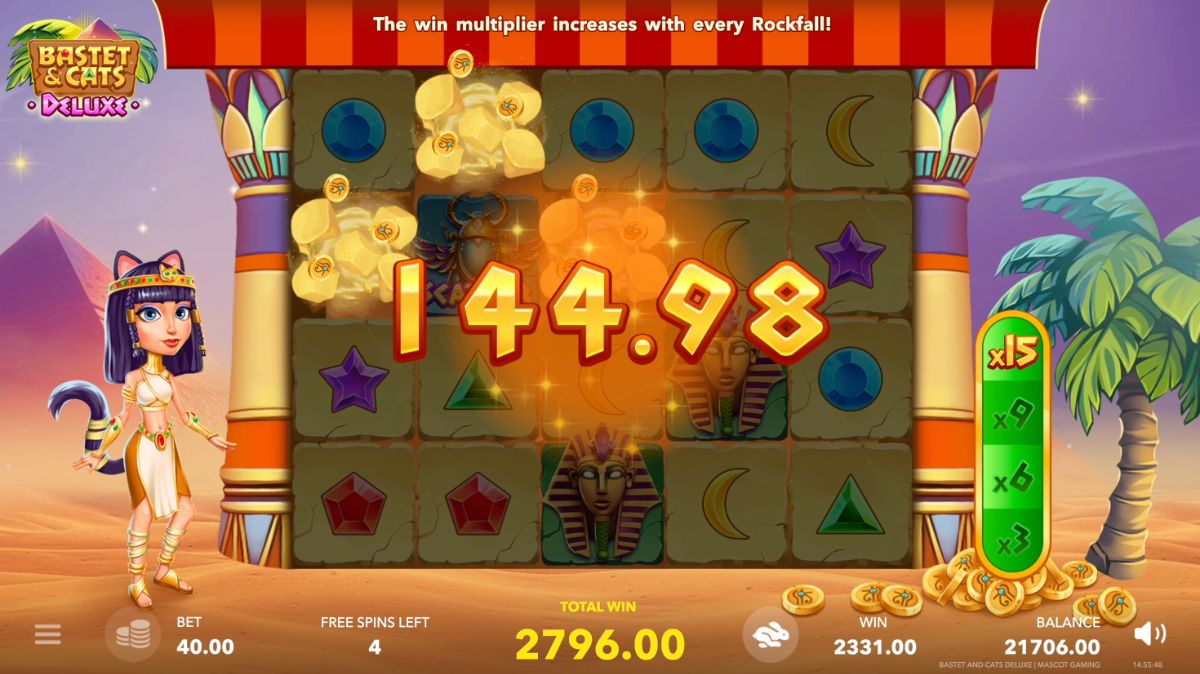 The win multiplier increases with every Rockfall!
BASTET
& CATS
DELUXE
144.98
x15
x9
x6
x3
TOTAL WIN
2796.00
BET
40.00
FREE SPINS LEFT
4
WIN
2331.00
BALANCE
21706.00
BASTET AND CATS DELUXE | MASCOT GAMING
14:55:48